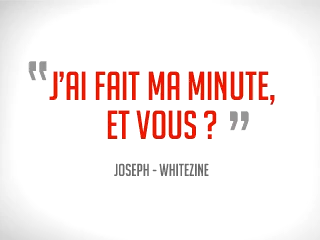 "J'AI FAIT MA MINUTE,
ET VOUS ?"
JOSEPH - WHITEZINE